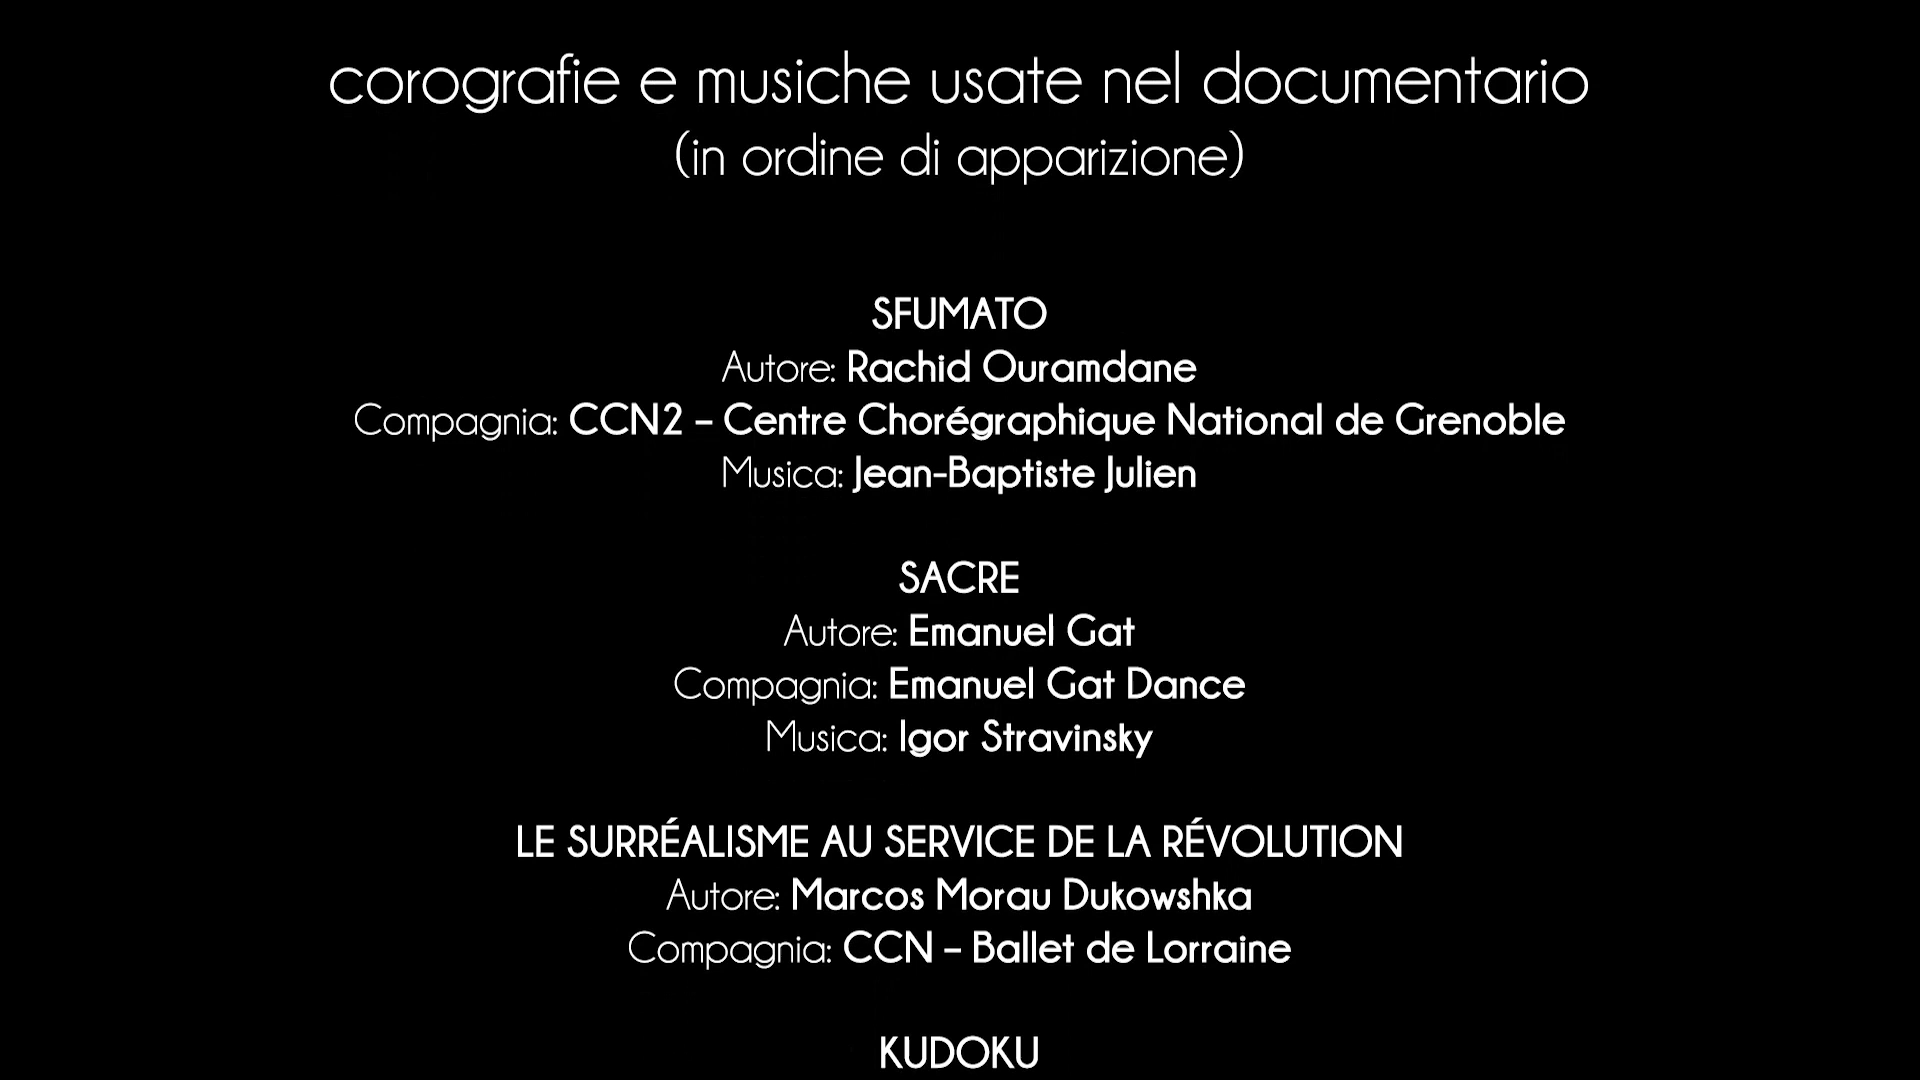 corografie e musiche usate nel documentario
(in ordine di apparizione)
SFUMATO
Autore: Rachid Ouramdane
Compagnia: CCN2 – Centre Chorégraphique National de Grenoble
Musica: Jean-Baptiste Julien
SACRE
Autore: Emanuel Gat
Compagnia: Emanuel Gat Dance
Musica: Igor Stravinsky
LE SURRÉALISME AU SERVICE DE LA RÉVOLUTION
Autore: Marcos Morau Dukowshka
Compagnia: CCN – Ballet de Lorraine
KUDOKU